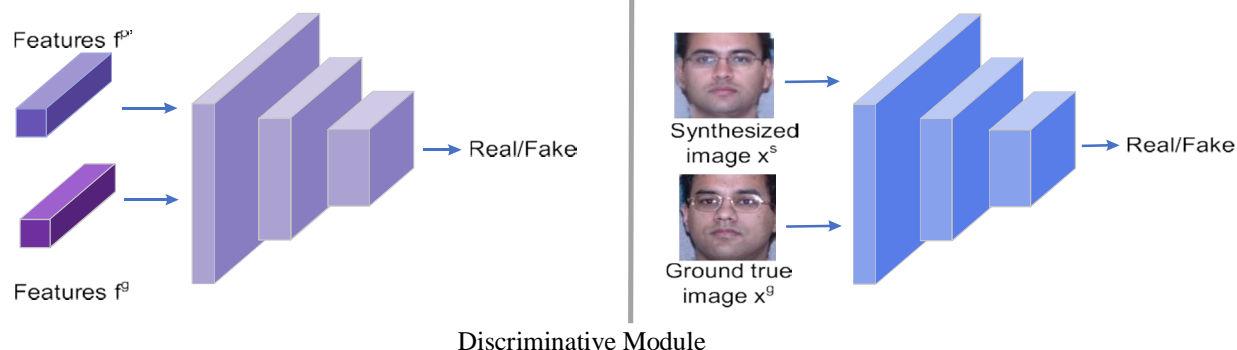 Features f^p'
Real/Fake
Features f^g
Synthesized
image x^s
Real/Fake
Ground true
image x^g
Discriminative Module